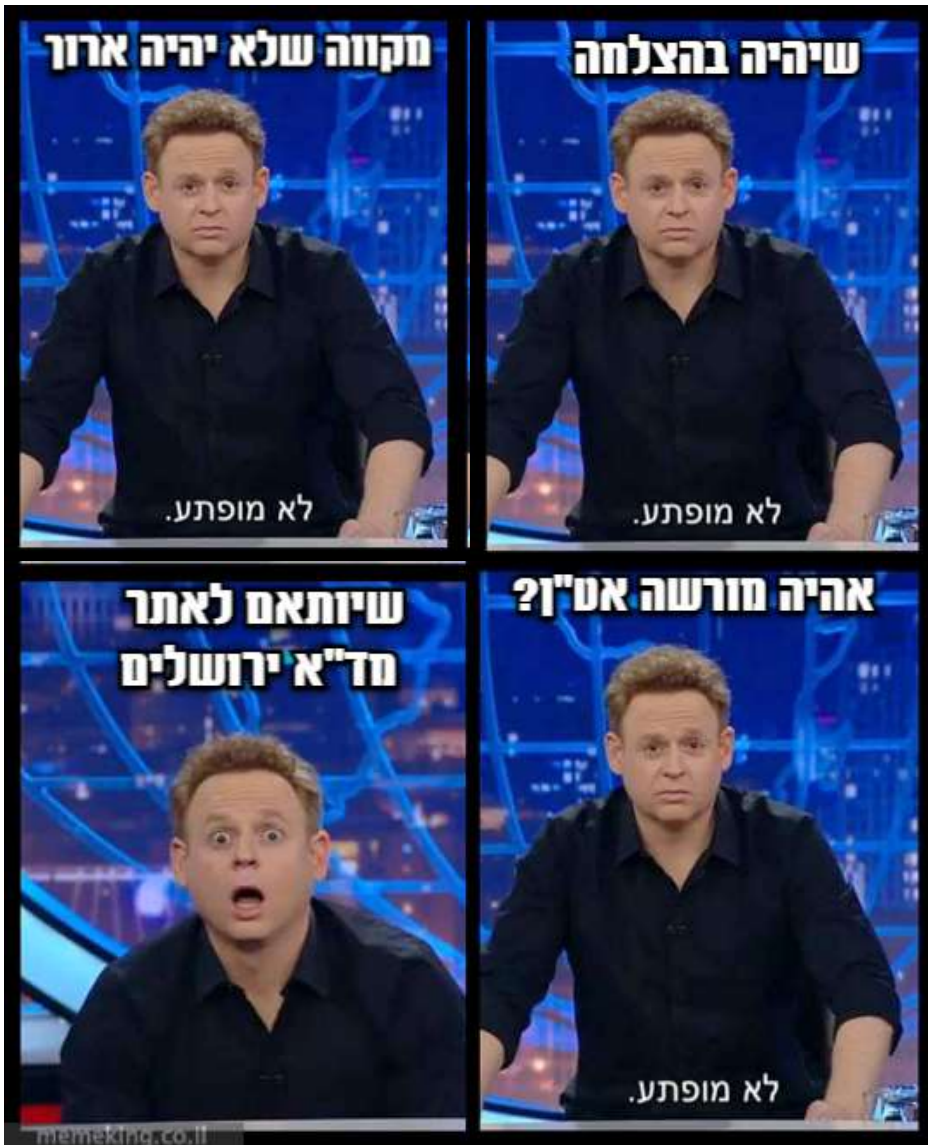 שיהיה בהצלחה
לא מופתע.
מקווה שלא יהיה ארוך
לא מופתע.
אהיה מורשה אט"ן?
לא מופתע.
שיותאם לאתר
מד"א ירושלים
memeking.co.il